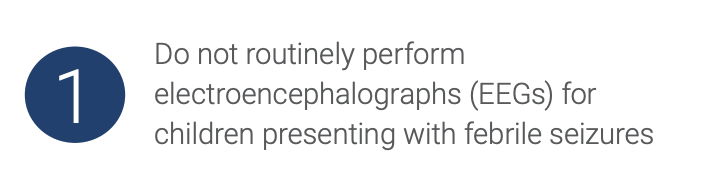 1
Do not routinely perform
electroencephalographs (EEGs) for
children presenting with febrile seizures